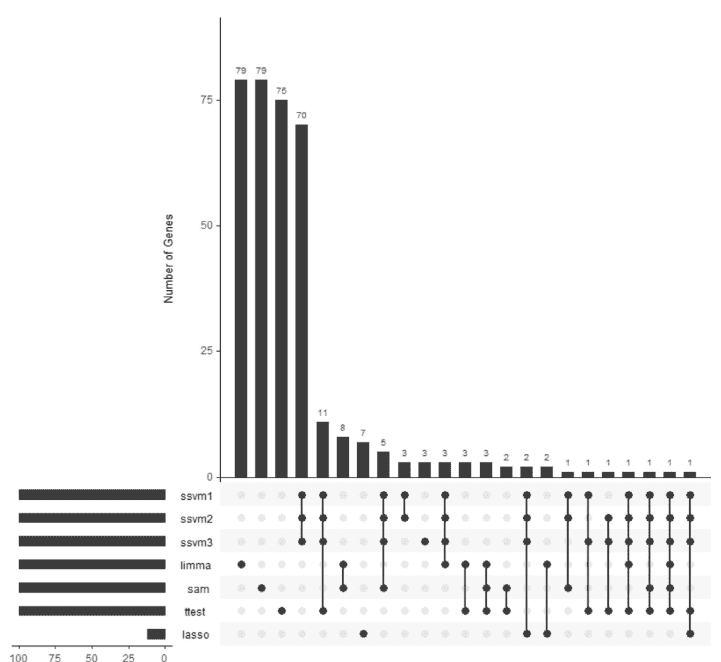 79 79 75 70 11 8 7 5 3 3 3 3 3 2 2 2 1 1 1 1 1 1 1
75
50
25
0
Number of Genes
ssvm1
ssvm2
ssvm3
limma
sam
ttest
lasso
100 75 50 25 0